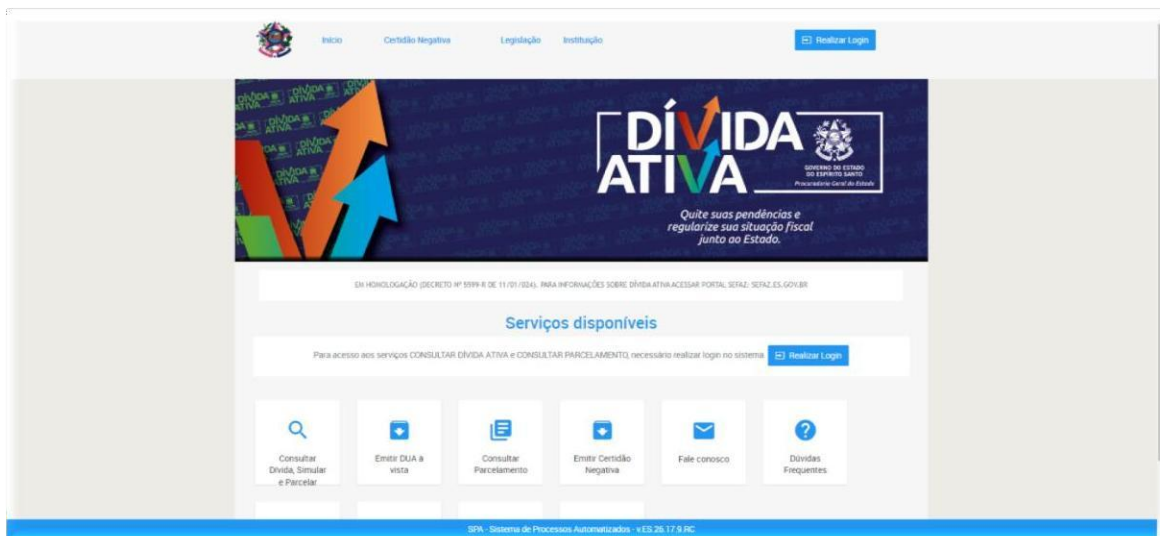 Início Certidão Negativa Legislação Instituição Realizar Login
DÍVIDA
ATIVA
GOVERNO DO ESTADO
DO ESPÍRITO SANTO
Procuradoria Geral do Estado
Quite suas pendências e
regularize sua situação fiscal
junto ao Estado.
EM HOMOLOGAÇÃO (DECRETO Nº 5599-R DE 11/01/024), PARA INFORMAÇÕES SOBRE DÍVIDA ATIVA ACESSAR PORTAL SEFAZ: SEFAZ.ES.GOV.BR
Serviços disponíveis
Para acesso aos serviços CONSULTAR DÍVIDA ATIVA e CONSULTAR PARCELAMENTO, necessário realizar login no sistema Realizar Login
Consultar
Dívida, Simular
e Parcelar
Emitir DUA a
vista
Consultar
Parcelamento
Emitir Certidão
Negativa
Fale conosco
Dúvidas
Frequentes
SPA - Sistema de Processos Automatizados - v.ES.26.17.9.RC